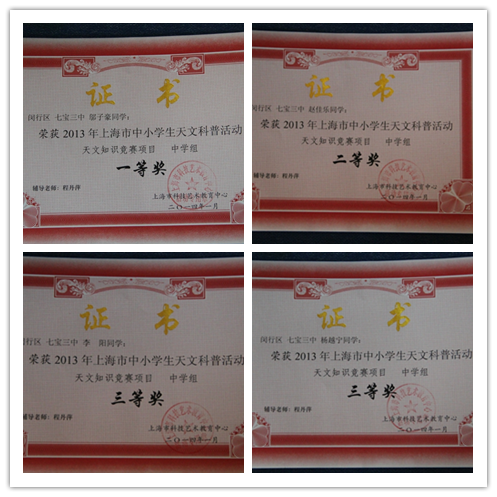 证 书
闵行区 七宝三中 邬子豪同学：
荣获 2013 年上海市中小学生天文科普活动
天文知识竞赛项目 中学组
一等奖
辅导老师：程丹萍
上海市科技艺术教育中心
二〇一四年一月
证 书
闵行区 七宝三中 赵佳乐同学：
荣获 2013 年上海市中小学生天文科普活动
天文知识竞赛项目 中学组
二等奖
辅导老师：程丹萍
上海市科技艺术教育中心
二〇一四年一月
证 书
闵行区 七宝三中 李 阳同学：
荣获 2013 年上海市中小学生天文科普活动
天文知识竞赛项目 中学组
三等奖
辅导老师：程丹萍
上海市科技艺术教育中心
二〇一四年一月
证 书
闵行区 七宝三中 杨越宁同学：
荣获 2013 年上海市中小学生天文科普活动
天文知识竞赛项目 中学组
三等奖
辅导老师：程丹萍
上海市科技艺术教育中心
二〇一四年一月